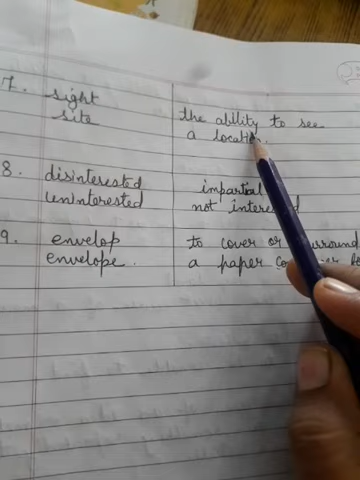 7. sight the ability to see
site a location.
8. disinterested impartial
uninterested not interested
9. envelop to cover or surround
envelope. a paper